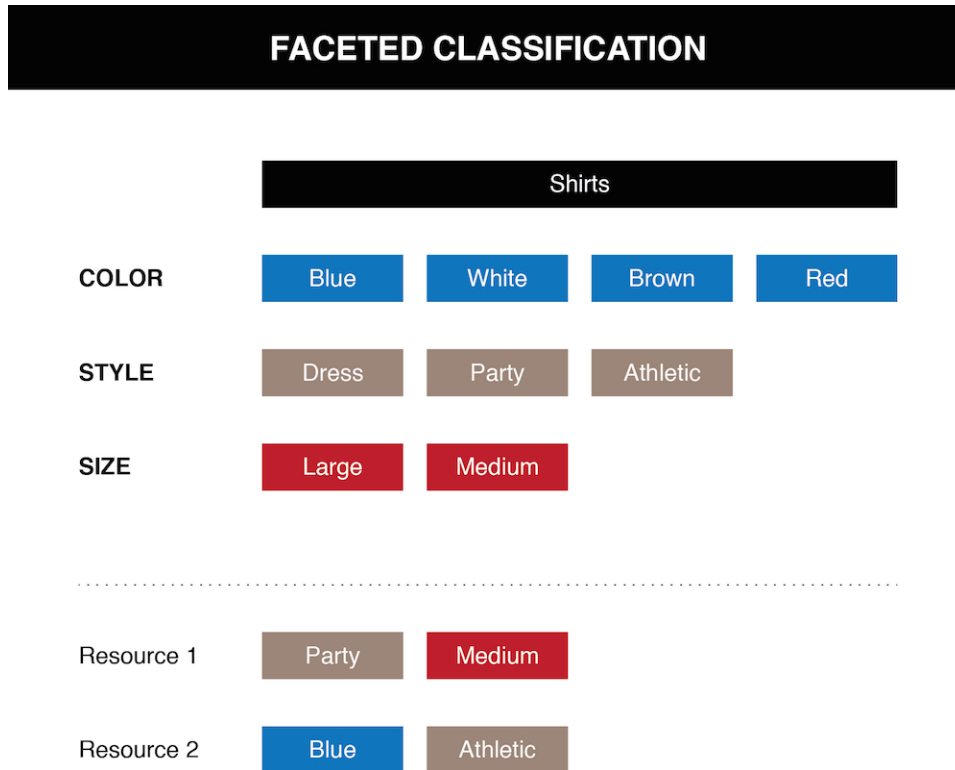 FACETED CLASSIFICATION
Shirts
COLOR Blue White Brown Red
STYLE Dress Party Athletic
SIZE Large Medium
Resource 1 Party Medium
Resource 2 Blue Athletic